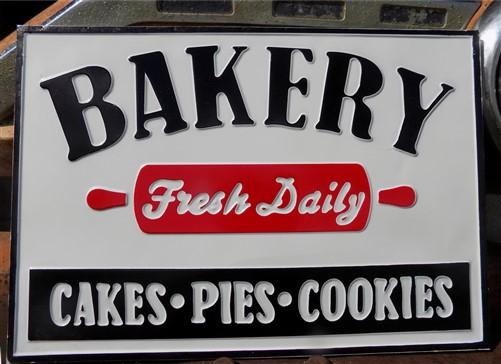 BAKERY
Fresh Daily
CAKES • PIES • COOKIES